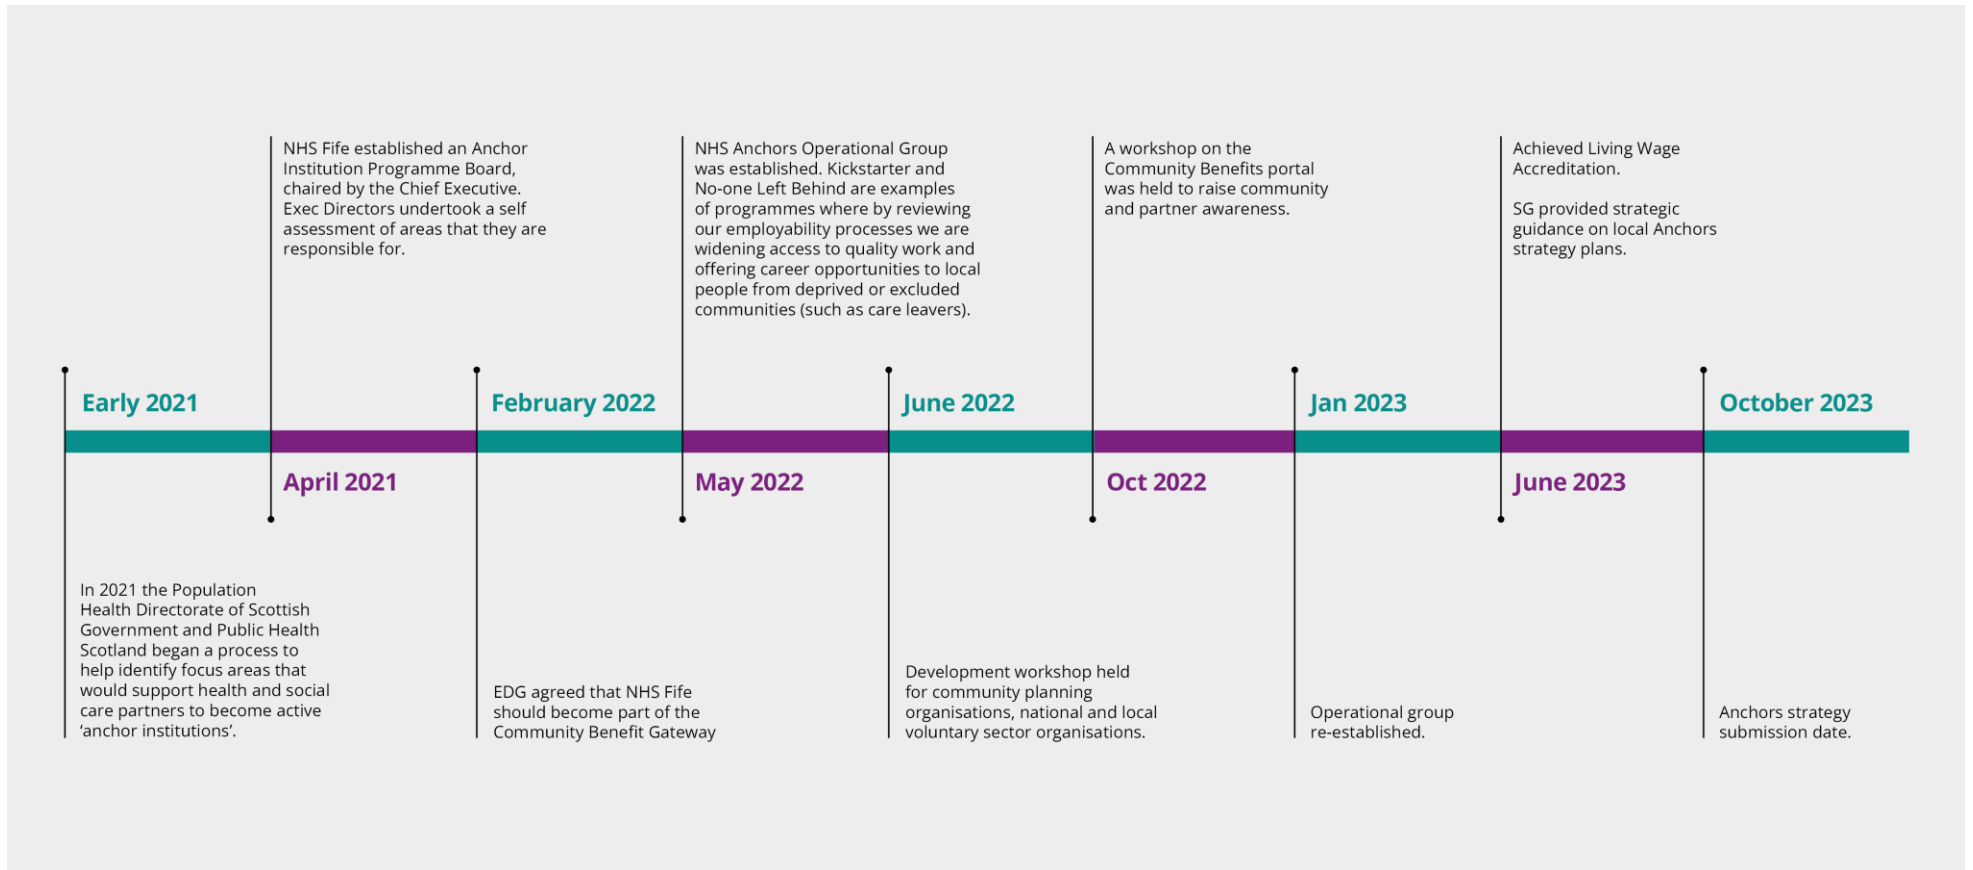 Early 2021
In 2021 the Population
Health Directorate of Scottish
Government and Public Health
Scotland began a process to
help identify focus areas that
would support health and social
care partners to become active
‘anchor institutions’.
NHS Fife established an Anchor
Institution Programme Board,
chaired by the Chief Executive.
Exec Directors undertook a self
assessment of areas that they are
responsible for.
April 2021
February 2022
EDG agreed that NHS Fife
should become part of the
Community Benefit Gateway
NHS Anchors Operational Group
was established. Kickstarter and
No-one Left Behind are examples
of programmes where by reviewing
our employability processes we are
widening access to quality work and
offering career opportunities to local
people from deprived or excluded
communities (such as care leavers).
May 2022
June 2022
Development workshop held
for community planning
organisations, national and local
voluntary sector organisations.
A workshop on the
Community Benefits portal
was held to raise community
and partner awareness.
Oct 2022
Jan 2023
Operational group
re-established.
Achieved Living Wage
Accreditation.
SG provided strategic
guidance on local Anchors
strategy plans.
June 2023
October 2023
Anchors strategy
submission date.